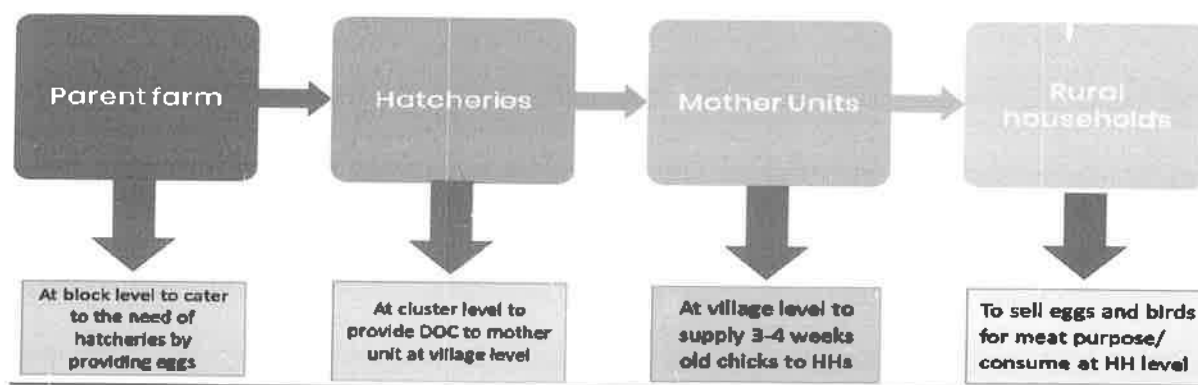 Parent farm
Hatcheries
Mother Units
Rural
households
At block level to cater
to the need of
hatcheries by
providing eggs
At cluster level to
provide DOC to mother
unit at village level
At village level to
supply 3-4 weeks
old chicks to HHs
To sell eggs and birds
for meat purpose/
consume at HH level